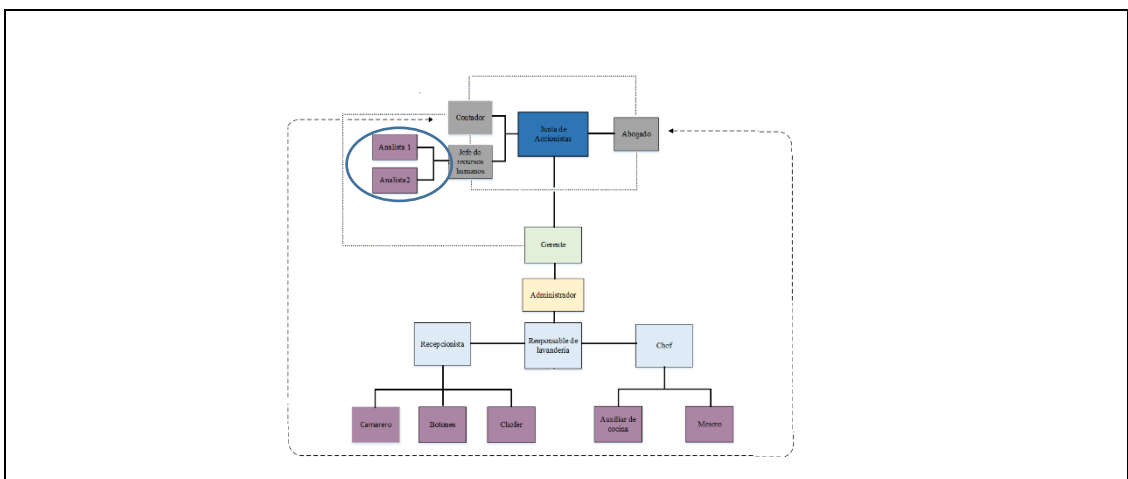 Contador
Junta de
Accionistas
Abogado
Analista 1
Jefe de
recursos
humanos
Analista2
Gerente
Administrador
Recepcionista
Responsable de
lavandería
Chef
Camarero
Botones
Chofer
Auxiliar de
cocina
Mesero